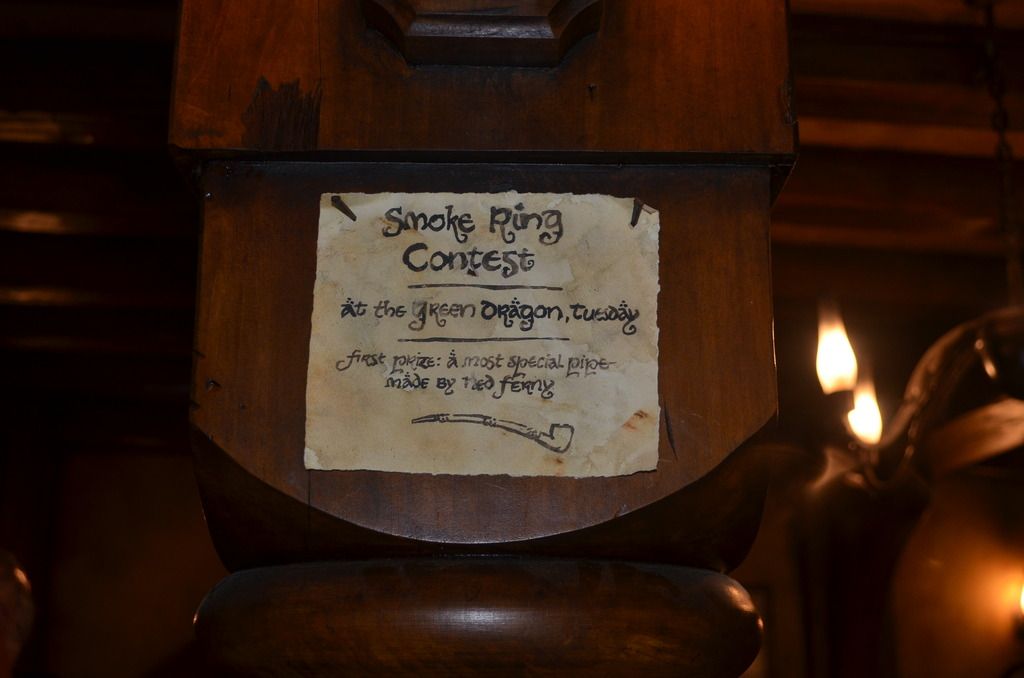 Smoke Ring
Contest
at the Green Dragon, Tuesday
first prize: a most special pipe
made by Ted Ferny